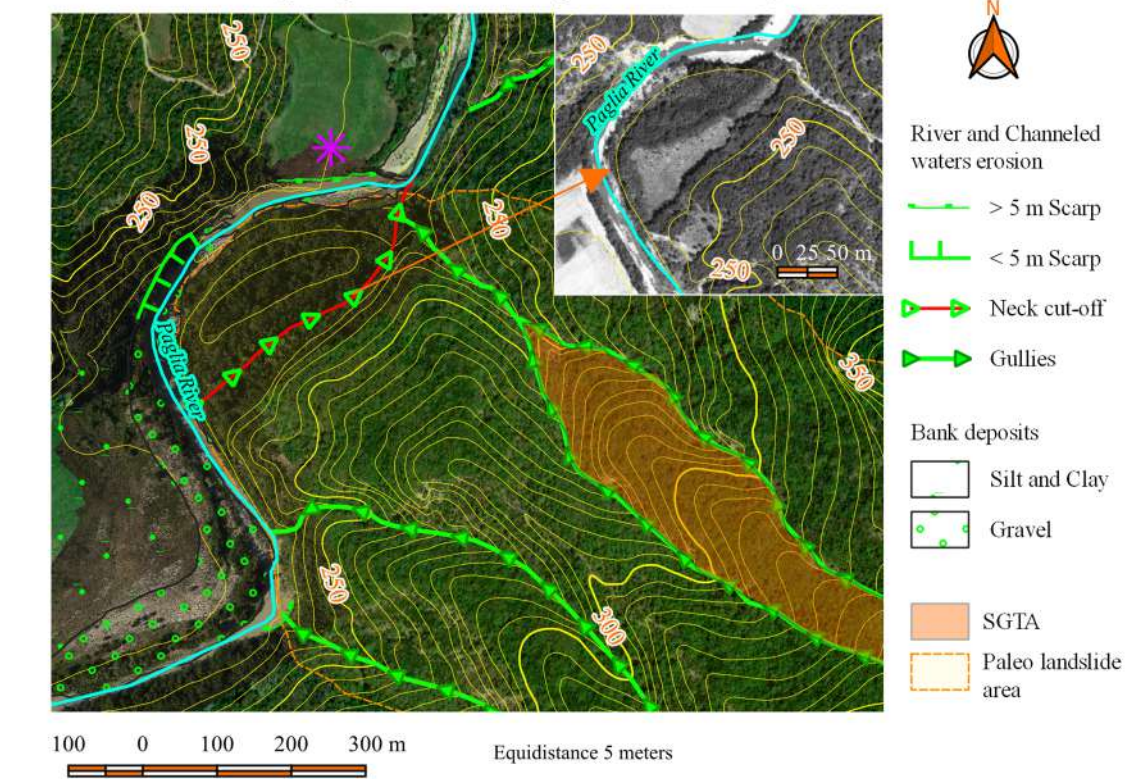 250
250
250
250
350
250
300
Paglia River
250
250
250
Paglia River
0 25 50 m
N
River and Channeled
waters erosion
> 5 m Scarp
< 5 m Scarp
Neck cut-off
Gullies
Bank deposits
Silt and Clay
Gravel
SGTA
Paleo landslide
area
100 0 100 200 300 m
Equidistance 5 meters